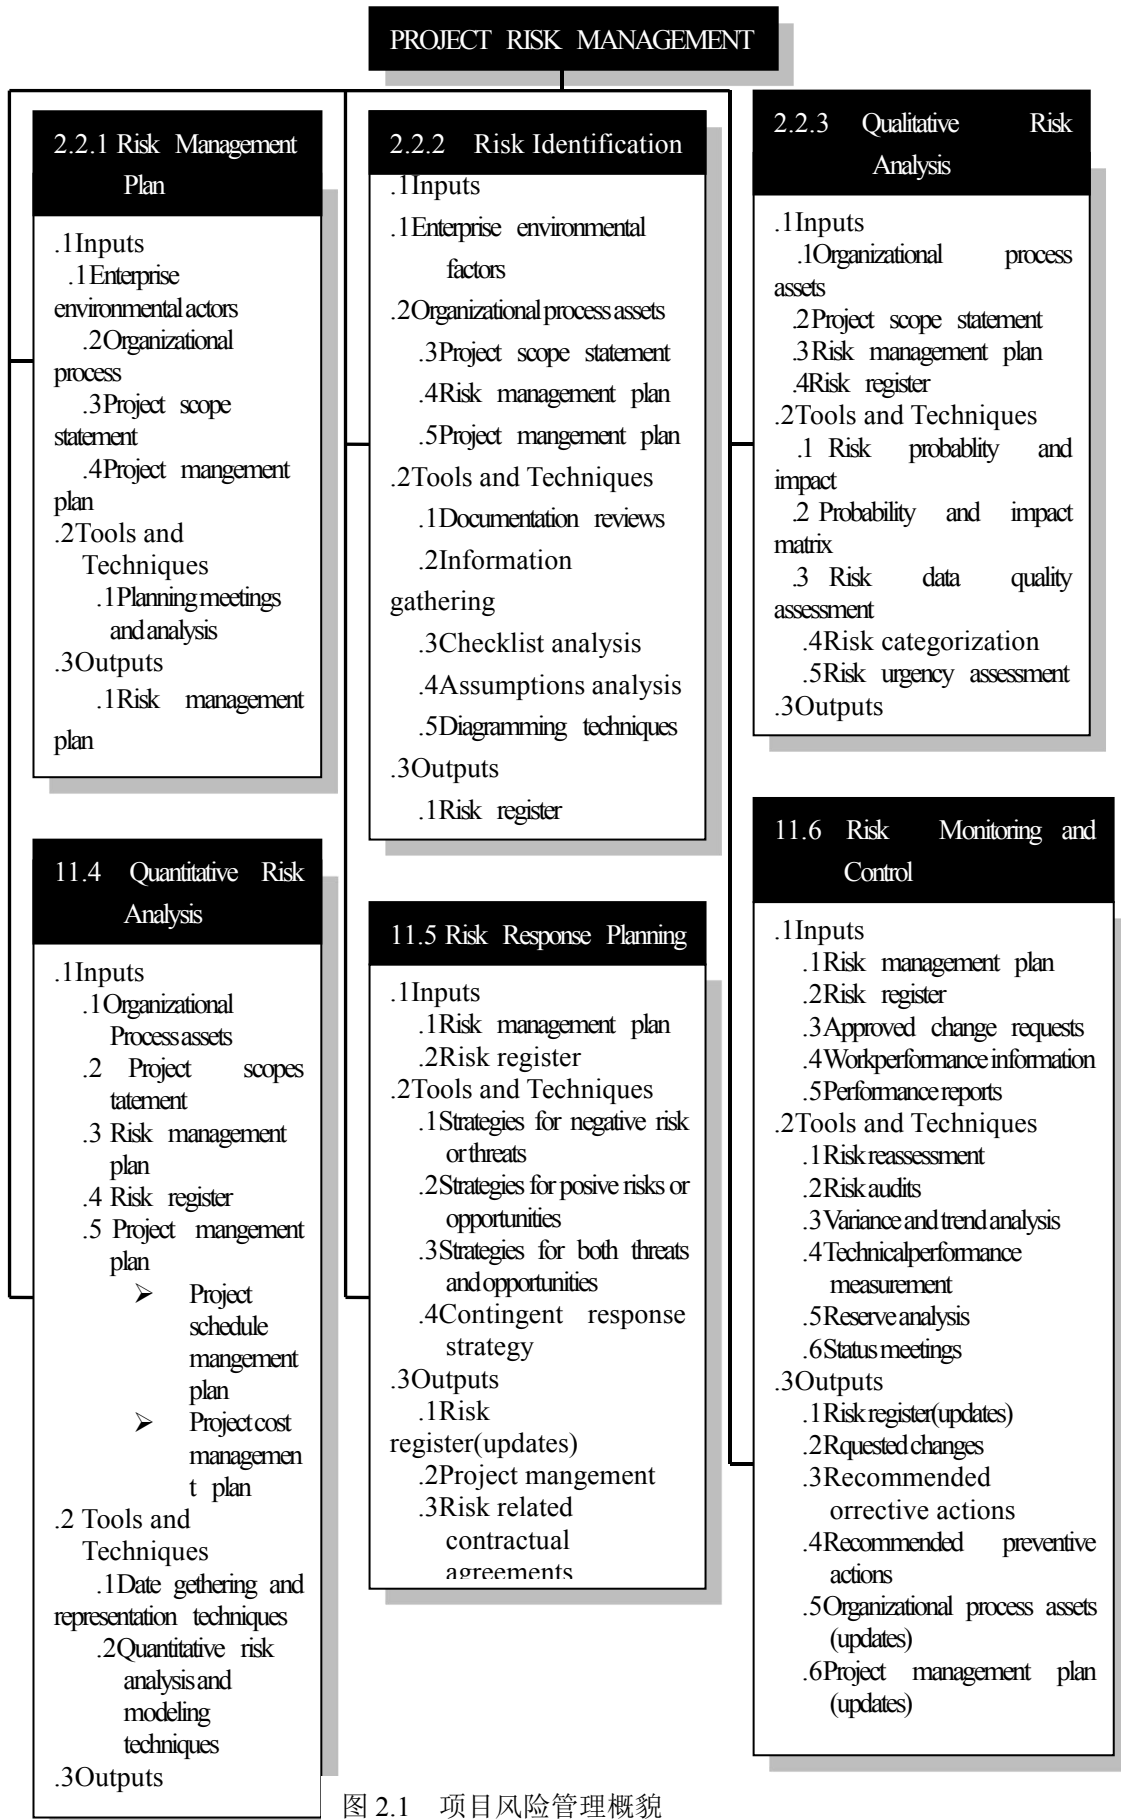 PROJECT RISK MANAGEMENT
2.2.1 Risk Management
Plan
.1Inputs
.1Enterprise
environmental actors
.2Organizational
process
.3Project scope
statement
.4Project mangement
plan
.2Tools and
Techniques
.1Planning meetings
and analysis
.3Outputs
.1Risk management
plan
2.2.2 Risk Identification
.1Inputs
.1Enterprise environmental
factors
.2Organizational process assets
.3Project scope statement
.4Risk management plan
.5Project mangement plan
.2Tools and Techniques
.1Documentation reviews
.2Information
gathering
.3Checklist analysis
.4Assumptions analysis
.5Diagramming techniques
.3Outputs
.1Risk register
2.2.3 Qualitative Risk
Analysis
.1Inputs
.1Organizational process
assets
.2Project scope statement
.3Risk management plan
.4Risk register
.2Tools and Techniques
.1 Risk probablity and
impact
.2 Probability and impact
matrix
.3 Risk data quality
assessment
.4Risk categorization
.5Risk urgency assessment
.3Outputs
11.4 Quantitative Risk
Analysis
.1Inputs
.1Organizational
Process assets
.2 Project scopes
tatement
.3 Risk management
plan
.4 Risk register
.5 Project mangement
plan
➢ Project
schedule
mangement
plan
➢ Project cost
managemen
t plan
.2 Tools and
Techniques
.1Date gethering and
representation techniques
.2Quantitative risk
analysis and
modeling
techniques
.3Outputs
11.5 Risk Response Planning
.1Inputs
.1Risk management plan
.2Risk register
.2Tools and Techniques
.1Strategies for negative risk
or threats
.2Strategies for posive risks or
opportunities
.3Strategies for both threats
and opportunities
.4Contingent response
strategy
.3Outputs
.1Risk
register(updates)
.2Project mangement
.3Risk related
contractual
agreements
11.6 Risk Monitoring and
Control
.1Inputs
.1Risk management plan
.2Risk register
.3Approved change requests
.4Work performance information
.5Performance reports
.2Tools and Techniques
.1Risk reassessment
.2Risk audits
.3Variance and trend analysis
.4Technical performance
measurement
.5Reserve analysis
.6Status meetings
.3Outputs
.1Risk register(updates)
.2Rquested changes
.3Recommended
orrective actions
.4Recommended preventive
actions
.5Organizational process assets
(updates)
.6Project management plan
(updates)
图 2.1 项目风险管理概貌